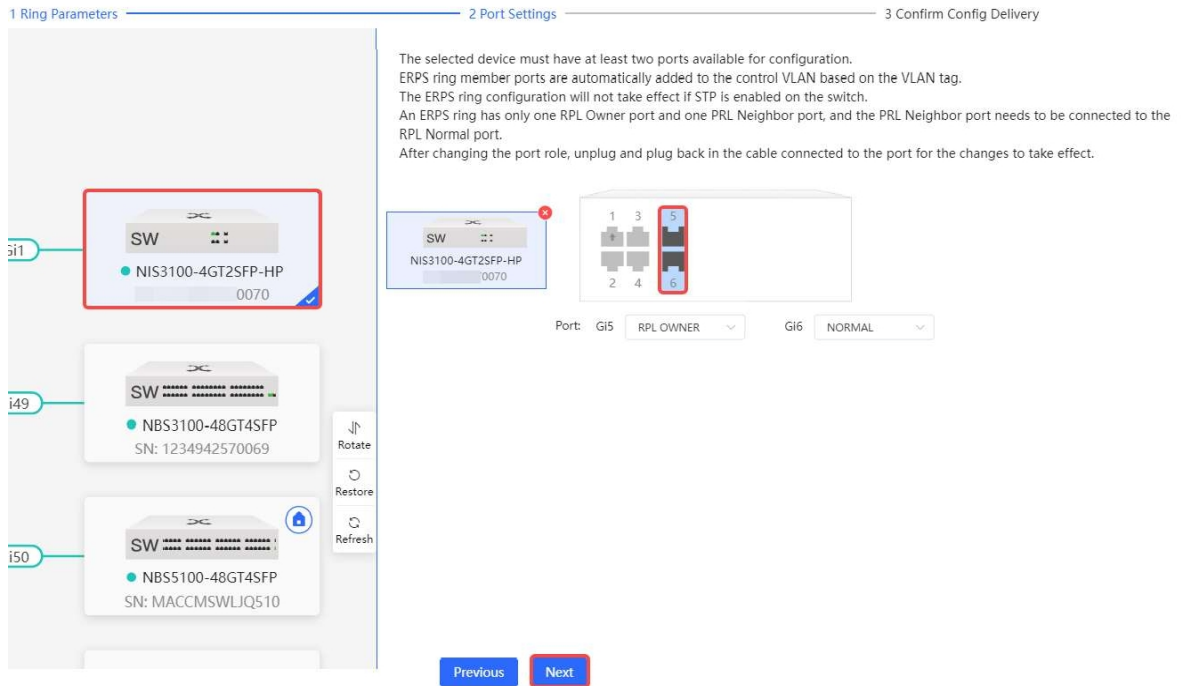 1 Ring Parameters
2 Port Settings
3 Confirm Config Delivery
The selected device must have at least two ports available for configuration.
ERPS ring member ports are automatically added to the control VLAN based on the VLAN tag.
The ERPS ring configuration will not take effect if STP is enabled on the switch.
An ERPS ring has only one RPL Owner port and one PRL Neighbor port, and the PRL Neighbor port needs to be connected to the
RPL Normal port.
After changing the port role, unplug and plug back in the cable connected to the port for the changes to take effect.
Gi1
SW
NIS3100-4GT2SFP-HP
0070
i49
SW
NBS3100-48GT4SFP
SN: 1234942570069
i50
SW
NBS5100-48GT4SFP
SN: MACCMSWLJQ510
Rotate
Restore
Refresh
SW
NIS3100-4GT2SFP-HP
0070
1 3 5
2 4 6
Port: Gi5 RPL OWNER Gi6 NORMAL
Previous
Next